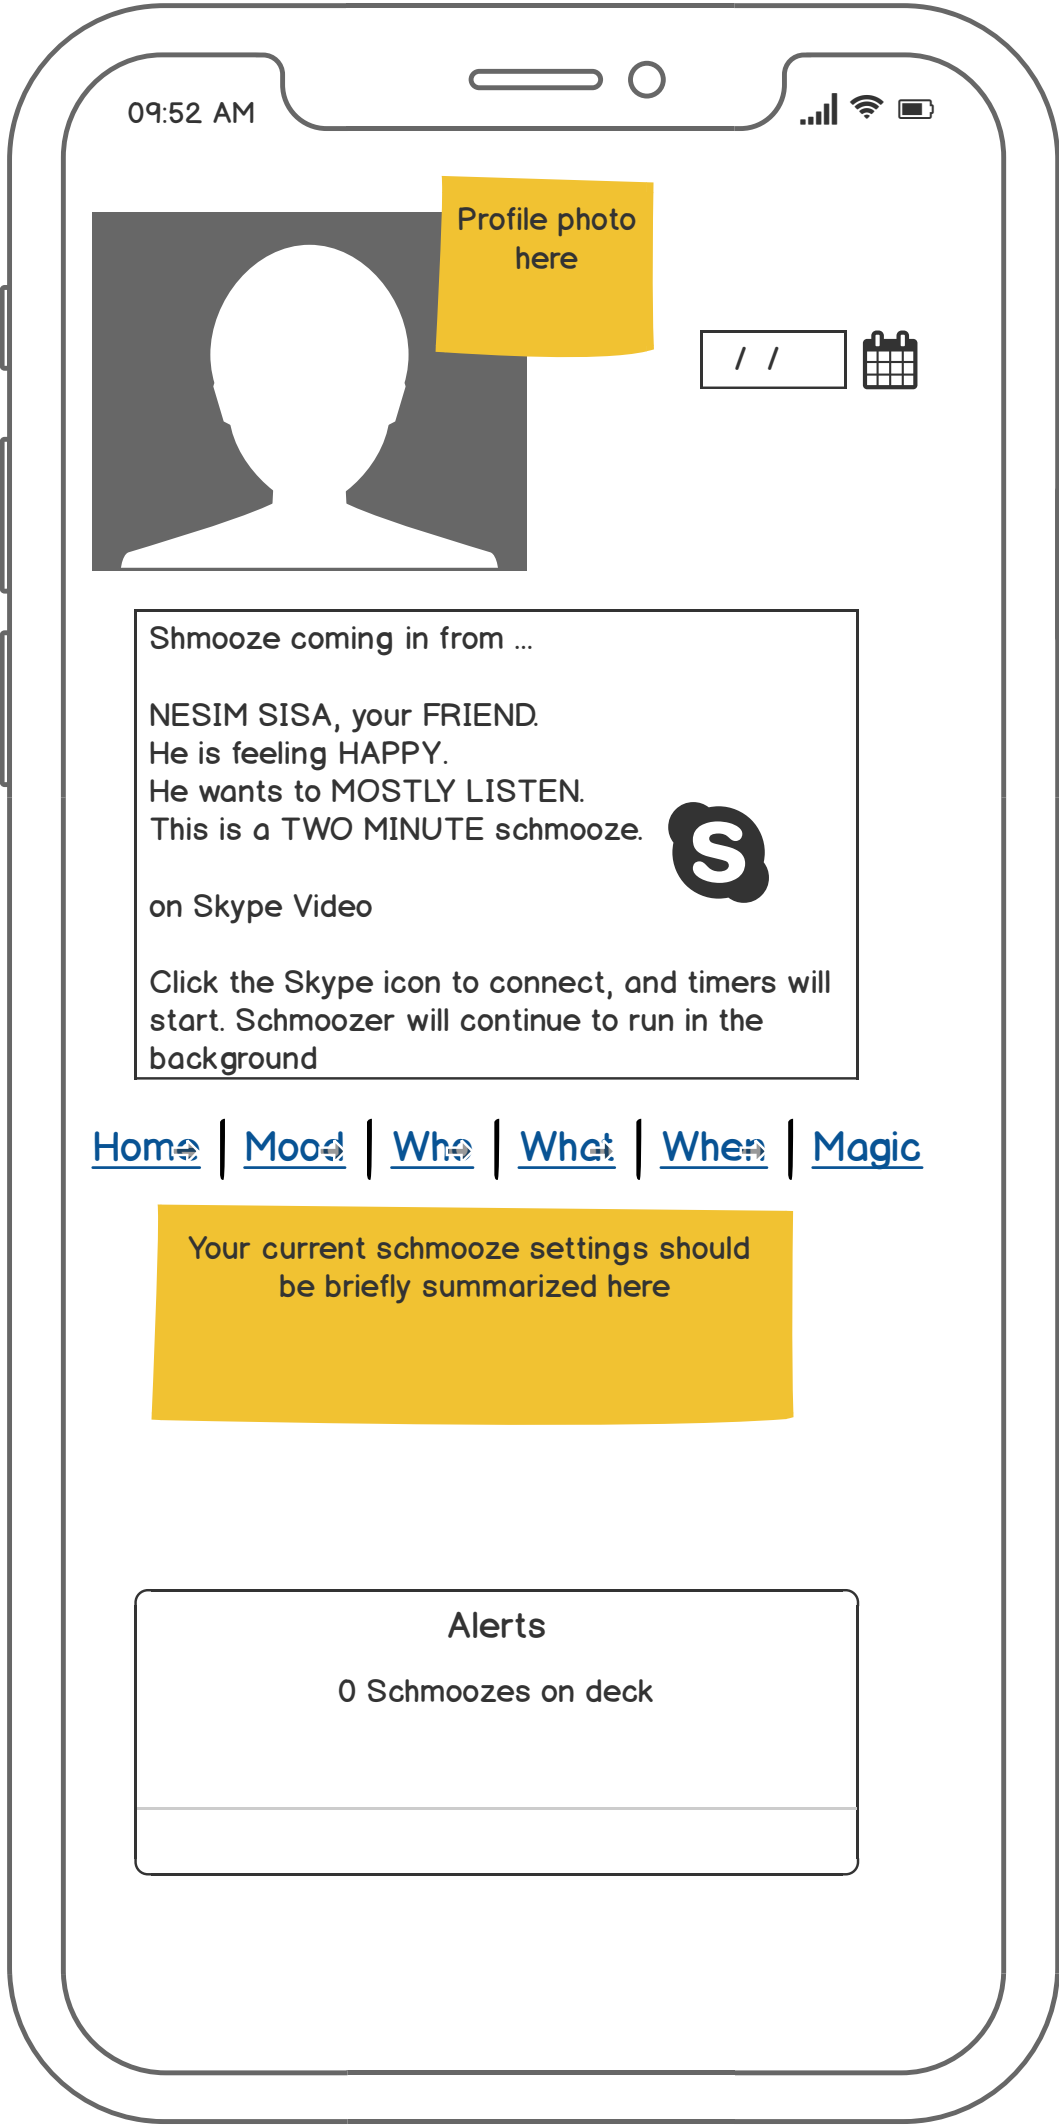 09:52 AM
Profile photo
here
/ /
Shmooze coming in from ...
NESIM SISA, your FRIEND.
He is feeling HAPPY.
He wants to MOSTLY LISTEN.
This is a TWO MINUTE schmooze.
S
on Skype Video
Click the Skype icon to connect, and timers will
start. Schmoozer will continue to run in the
background
Home | Mood | Who | What | When | Magic
Your current schmooze settings should
be briefly summarized here
Alerts
0 Schmoozes on deck